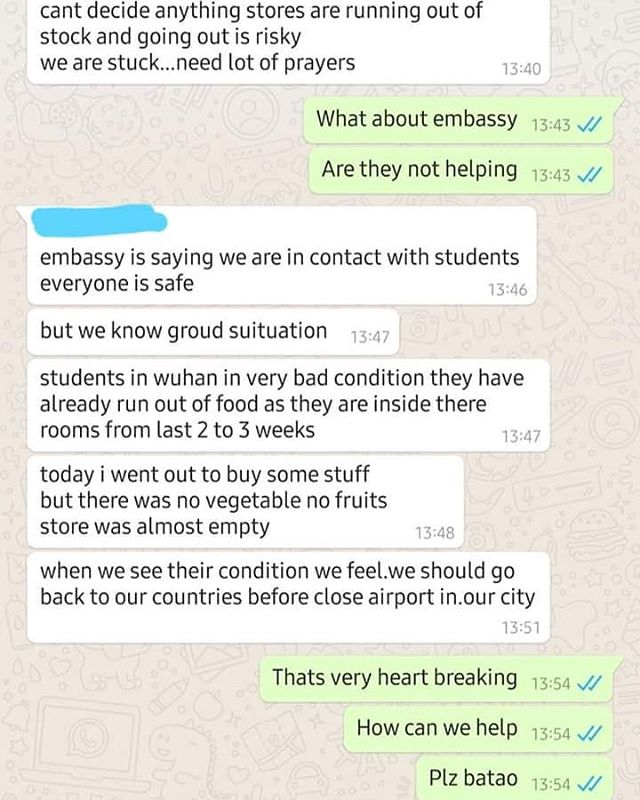 cant decide anything stores are running out of
stock and going out is risky
we are stuck...need lot of prayers
13:40
What about embassy 13:43
Are they not helping 13:43
embassy is saying we are in contact with students
everyone is safe
13:46
but we know groud suituation 13:47
students in wuhan in very bad condition they have
already run out of food as they are inside there
rooms from last 2 to 3 weeks
13:47
today i went out to buy some stuff
but there was no vegetable no fruits
store was almost empty
13:48
when we see their condition we feel.we should go
back to our countries before close airport in.our city
13:51
Thats very heart breaking 13:54
How can we help 13:54
Plz batao 13:54